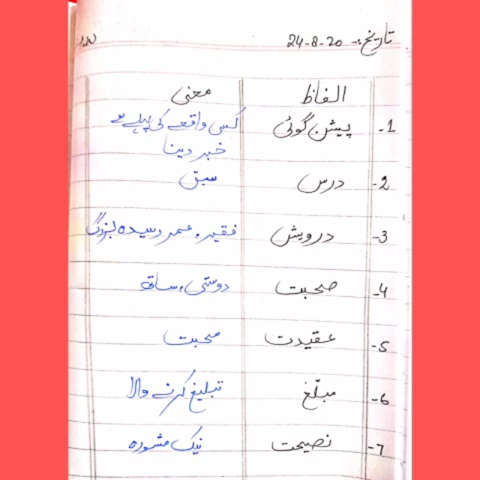 تاریخ:- 24-8-20
الفاظ معنی
1- پیشن گوئی کسی واقعے کی پہلے سے
خبر دینا
2- درس سبق
3- درویش فقیر، عمر رسیدہ بزرگ
4- صحبت دوستی، ساتھ
5- عقیدت محبت
6- مبلّغ تبلیغ کرنے والا
7- نصیحت نیک مشورہ